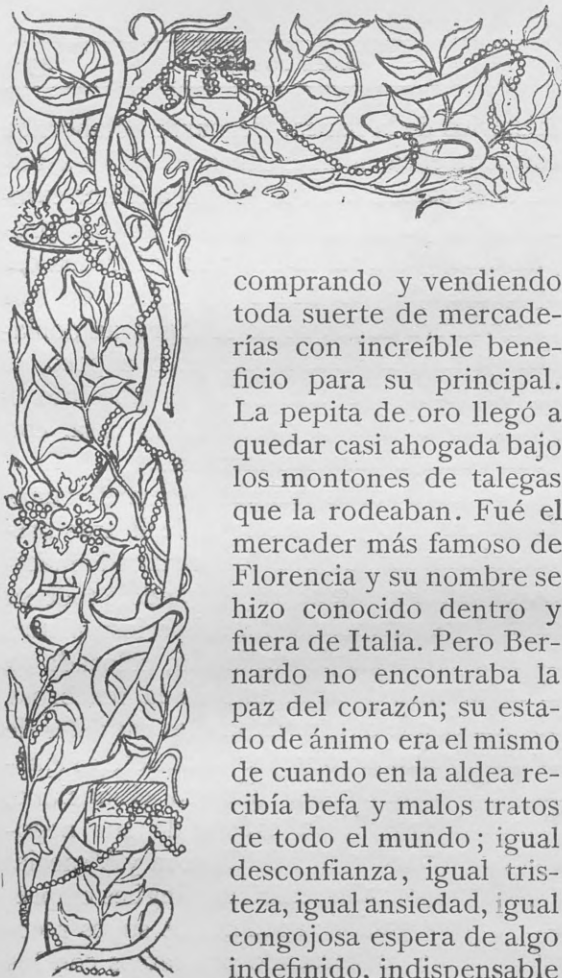 comprando y vendiendo
toda suerte de mercade-
rías con increíble bene-
ficio para su principal.
La pepita de oro llegó a
quedar casi ahogada bajo
los montones de talegas
que la rodeaban. Fué el
mercader más famoso de
Florencia y su nombre se
hizo conocido dentro y
fuera de Italia. Pero Ber-
nardo no encontraba la
paz del corazón; su esta-
do de ánimo era el mismo
de cuando en la aldea re-
cibía befa y malos tratos
de todo el mundo; igual
desconfianza, igual tris-
teza, igual ansiedad, igual
congojosa espera de algo
indefinido, indispensable